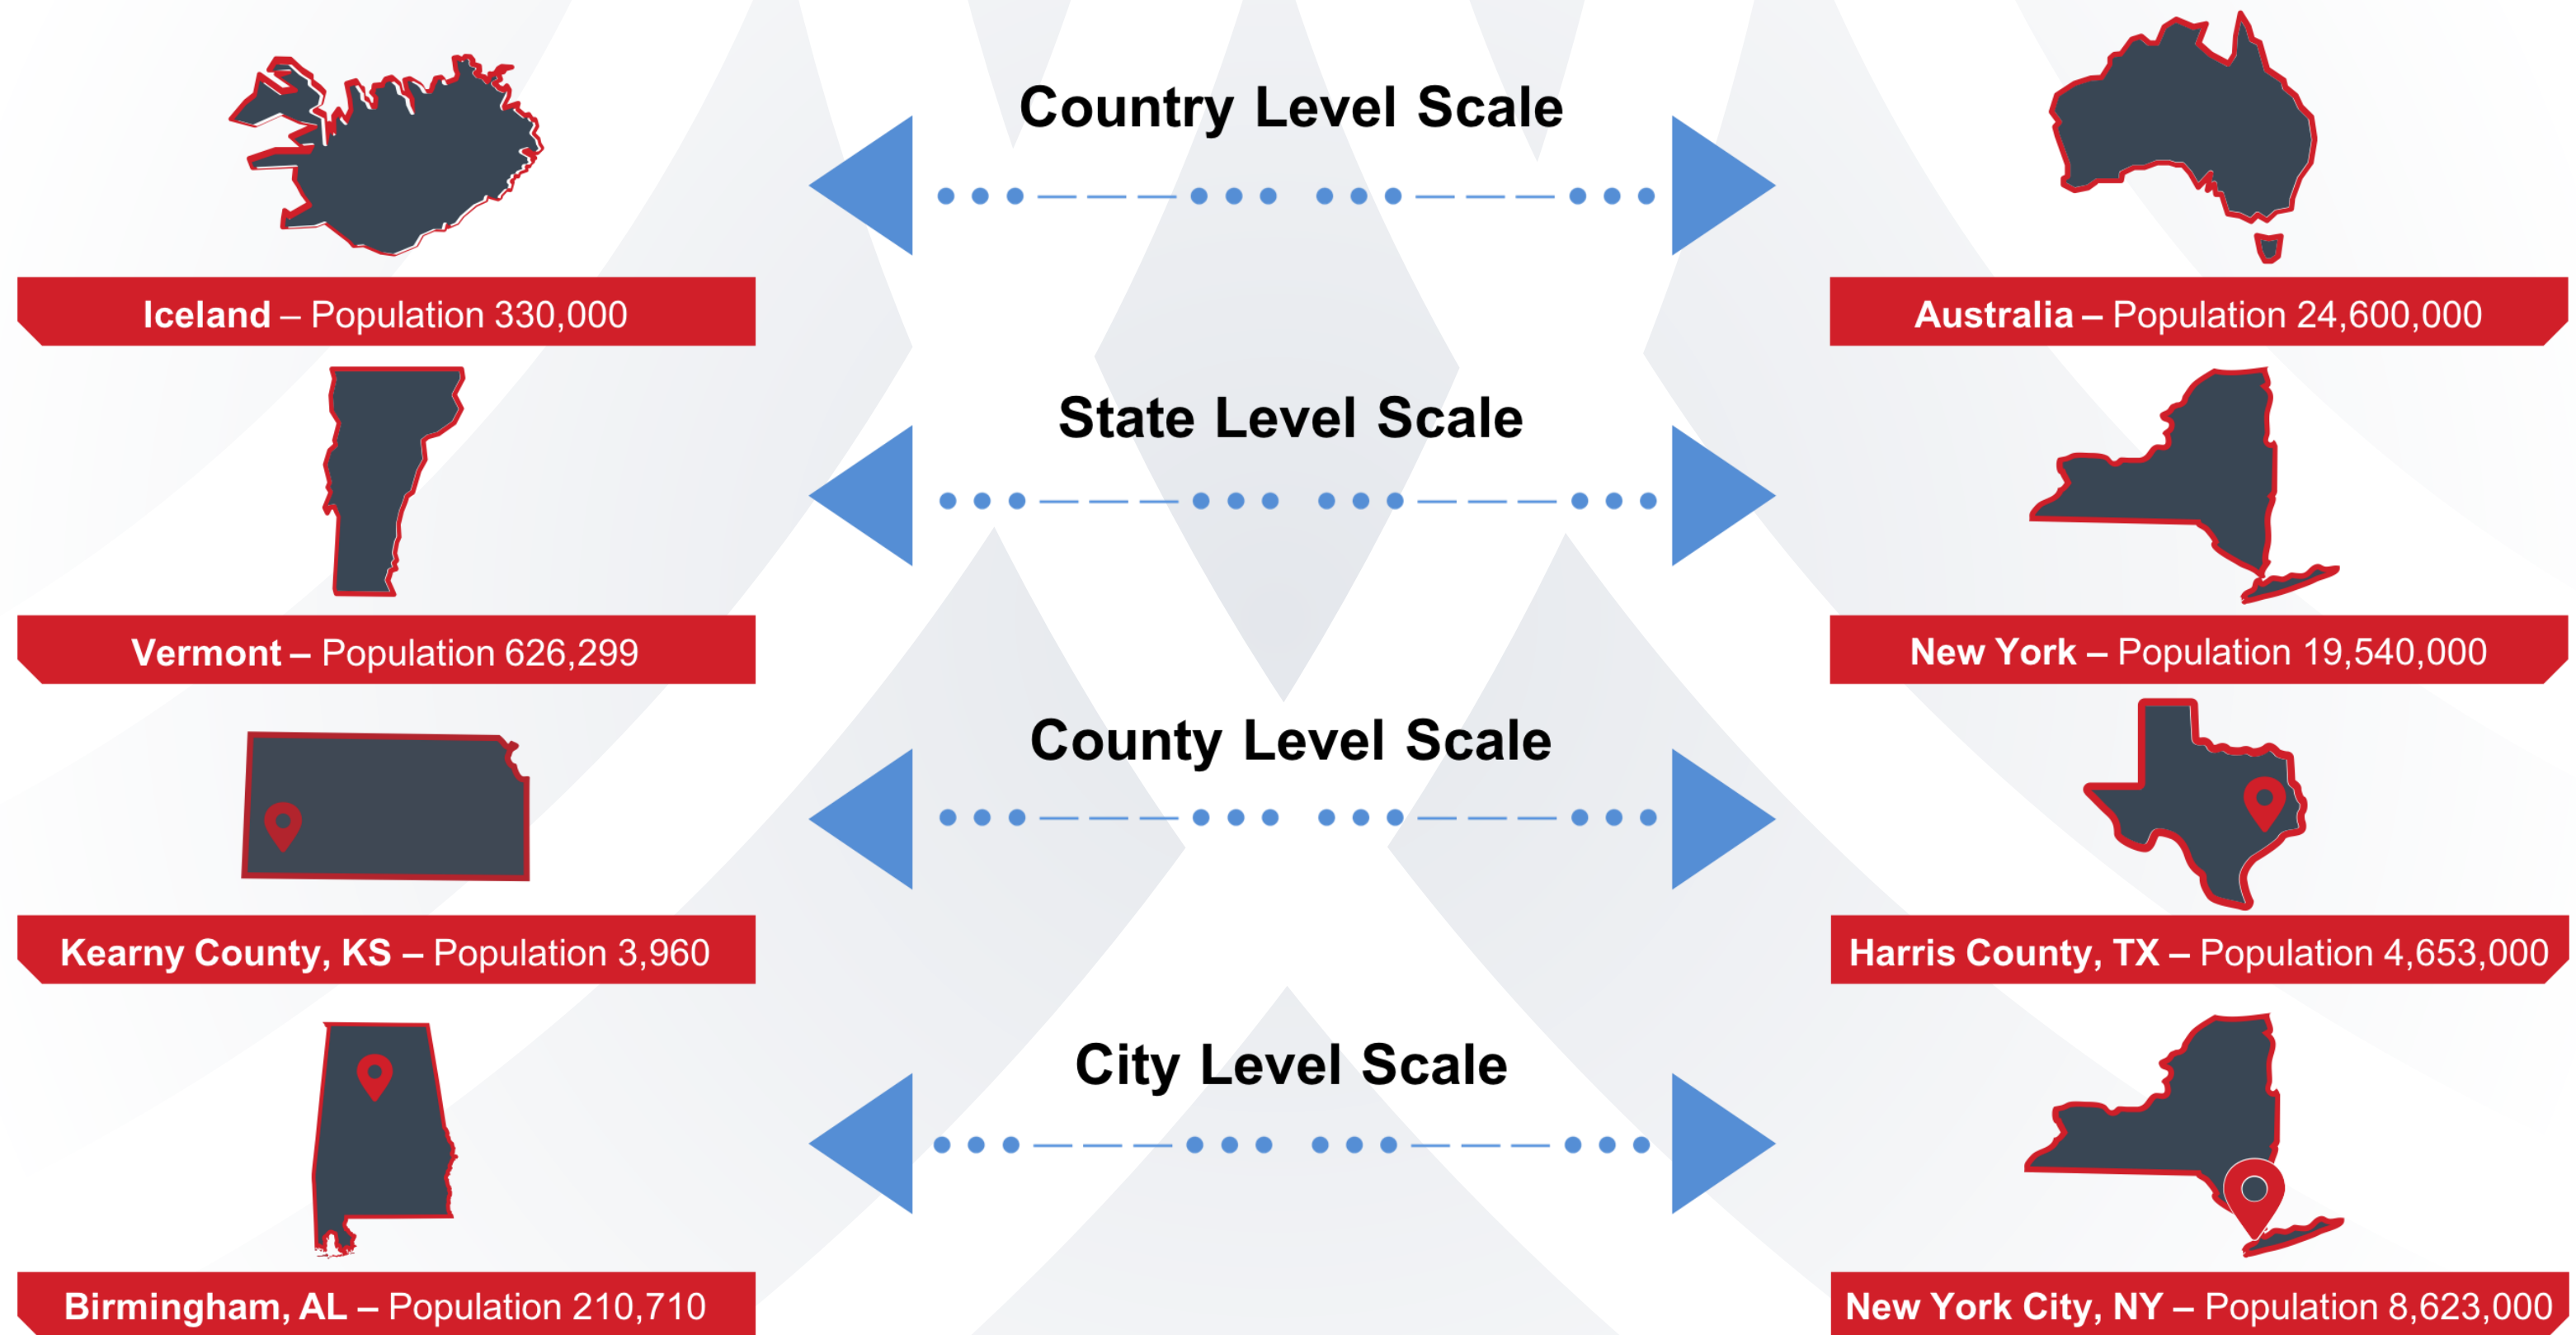 Country Level Scale
Iceland – Population 330,000
Australia – Population 24,600,000
State Level Scale
Vermont – Population 626,299
New York – Population 19,540,000
County Level Scale
Kearny County, KS – Population 3,960
Harris County, TX – Population 4,653,000
City Level Scale
Birmingham, AL – Population 210,710
New York City, NY – Population 8,623,000